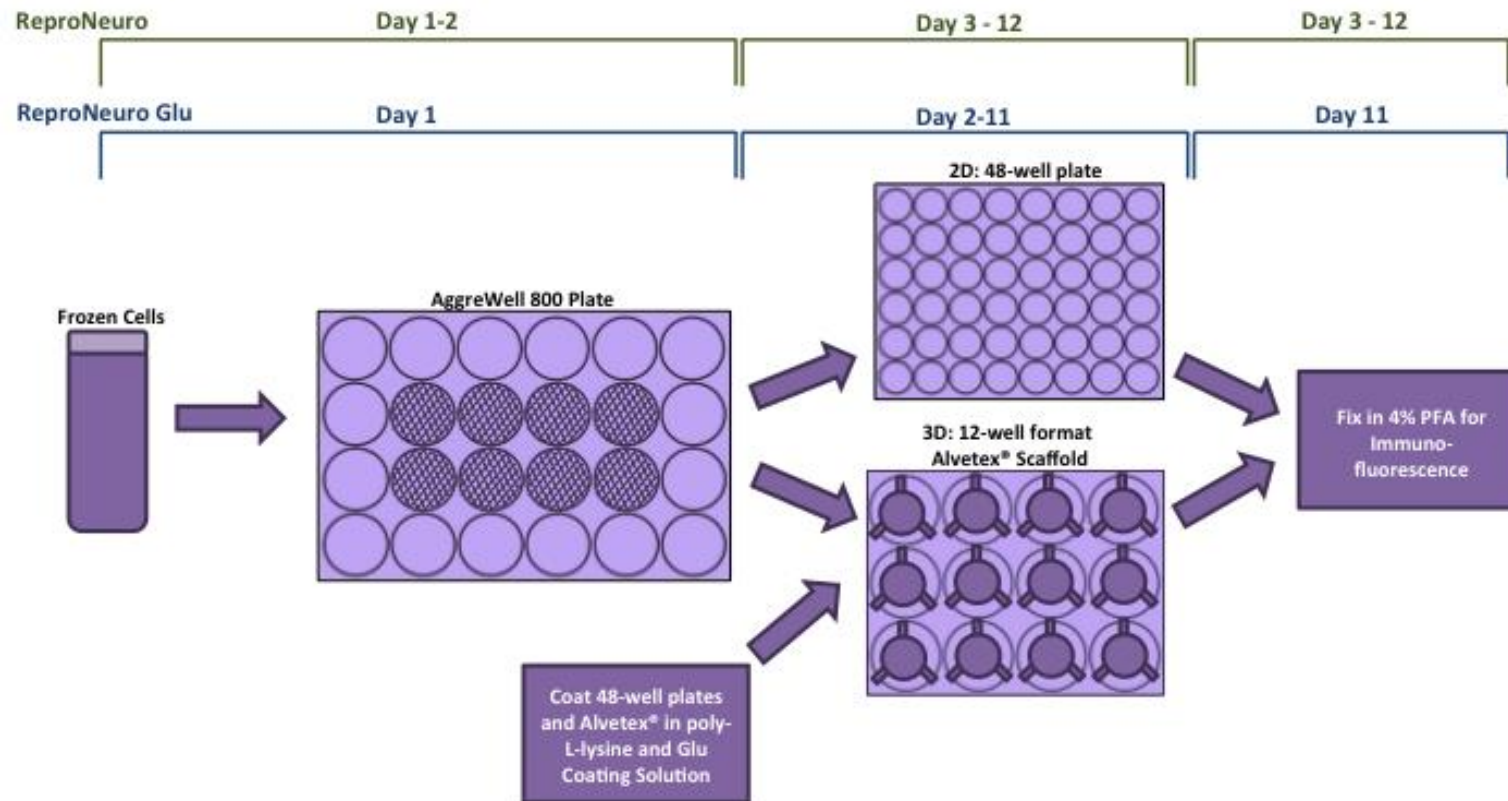 ReproNeuro
Day 1-2
Day 3 - 12
Day 3 - 12
ReproNeuro Glu
Day 1
Day 2-11
Day 11
2D: 48-well plate
AggreWell 800 Plate
Frozen Cells
3D: 12-well format
Alvetex® Scaffold
Fix in 4% PFA for
Immuno-
fluorescence
Coat 48-well plates
and Alvetex® in poly-
L-lysine and Glu
Coating Solution